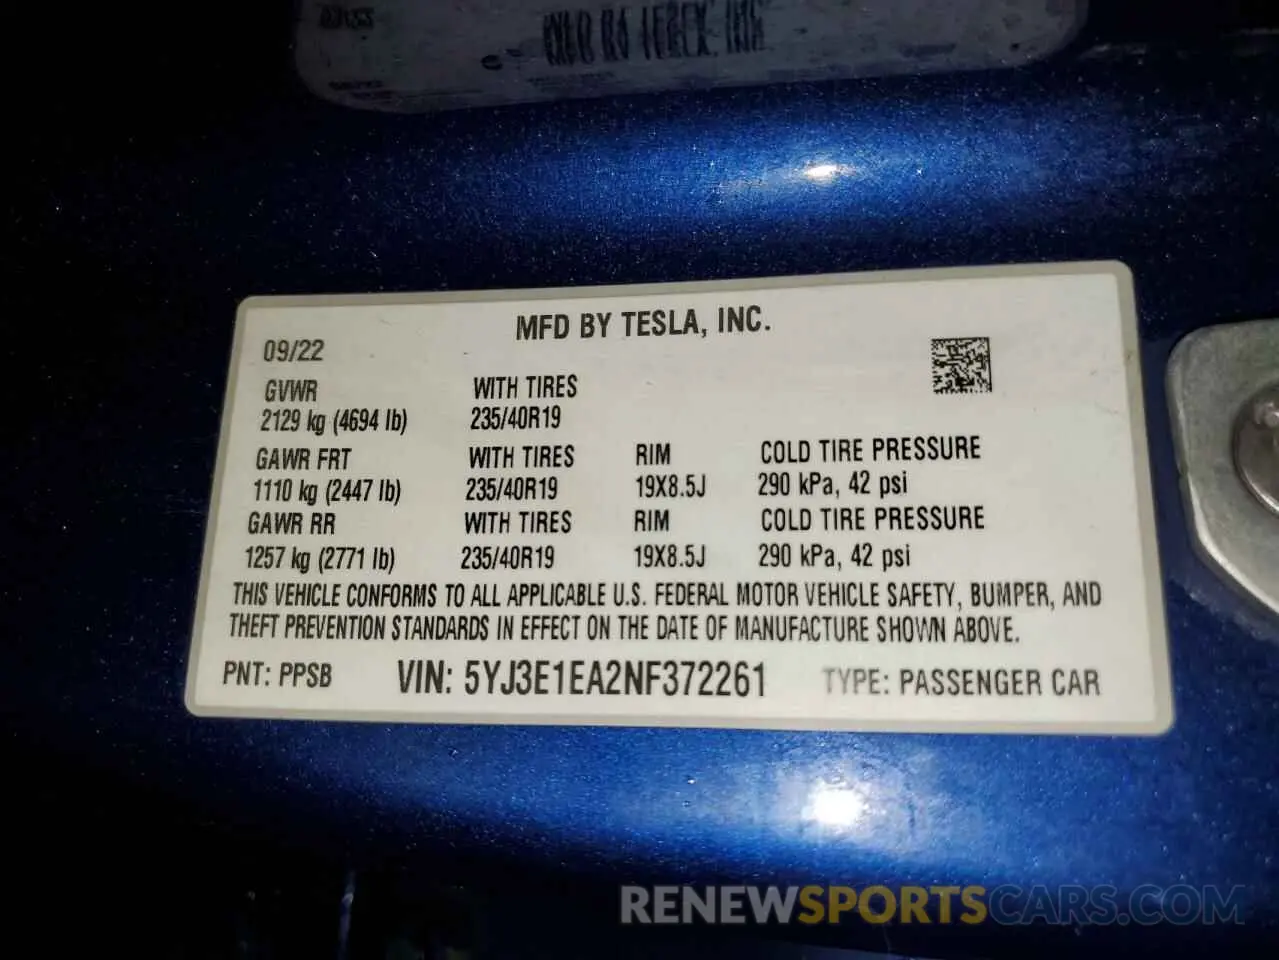 MFD BY TESLA, INC.
09/22
GVWR WITH TIRES
2129 kg (4694 lb) 235/40R19
GAWR FRT WITH TIRES RIM COLD TIRE PRESSURE
1110 kg (2447 lb) 235/40R19 19X8.5J 290 kPa, 42 psi
GAWR RR WITH TIRES RIM COLD TIRE PRESSURE
1257 kg (2771 lb) 235/40R19 19X8.5J 290 kPa, 42 psi
THIS VEHICLE CONFORMS TO ALL APPLICABLE U.S. FEDERAL MOTOR VEHICLE SAFETY, BUMPER, AND
THEFT PREVENTION STANDARDS IN EFFECT ON THE DATE OF MANUFACTURE SHOWN ABOVE.
PNT: PPSB VIN: 5YJ3E1EA2NF372261 TYPE: PASSENGER CAR
RENEWSPORTSCARS.COM